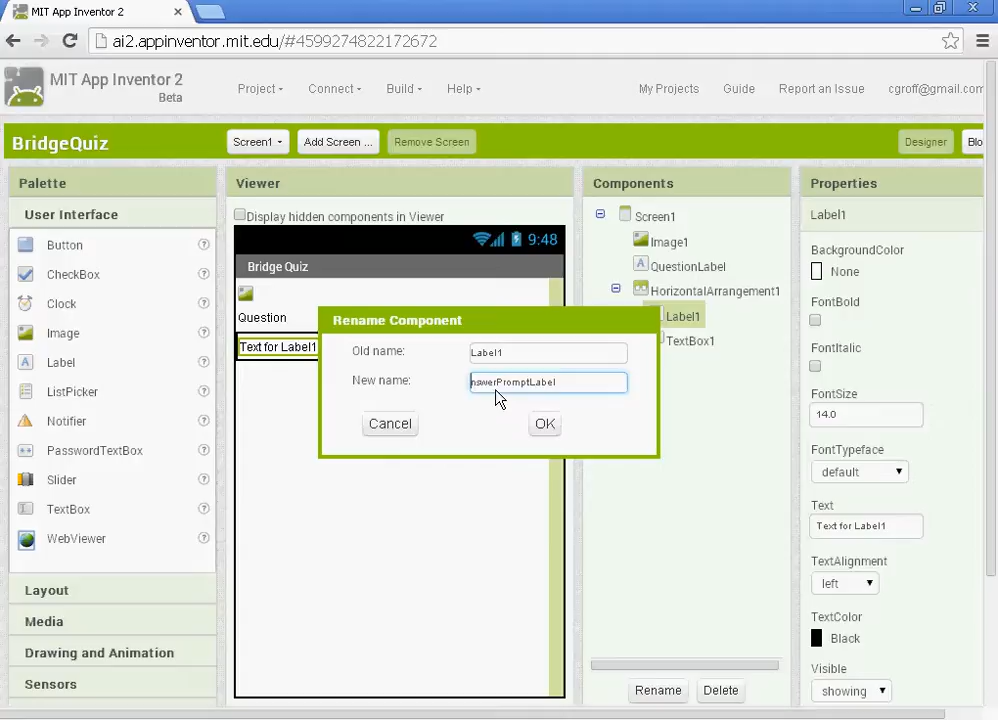 MIT App Inventor 2
ai2.appinventor.mit.edu/#4599274822172672
MIT App Inventor 2
Beta
Project
Connect
Build
Help
My Projects
Guide
Report an Issue
cgroff@gmail.com
BridgeQuiz
Screen1
Add Screen ...
Remove Screen
Designer
Blo
Palette
User Interface
Button
CheckBox
Clock
Image
Label
ListPicker
Notifier
PasswordTextBox
Slider
TextBox
WebViewer
Layout
Media
Drawing and Animation
Sensors
Viewer
Display hidden components in Viewer
9:48
Bridge Quiz
Question
Text for Label1
Rename Component
Old name:
Label1
New name:
nswerPromptLabel
Cancel
OK
Components
Screen1
Image1
QuestionLabel
HorizontalArrangement1
Label1
TextBox1
Rename
Delete
Properties
Label1
BackgroundColor
None
FontBold
FontItalic
FontSize
14.0
FontTypeface
default
Text
Text for Label1
TextAlignment
left
TextColor
Black
Visible
showing